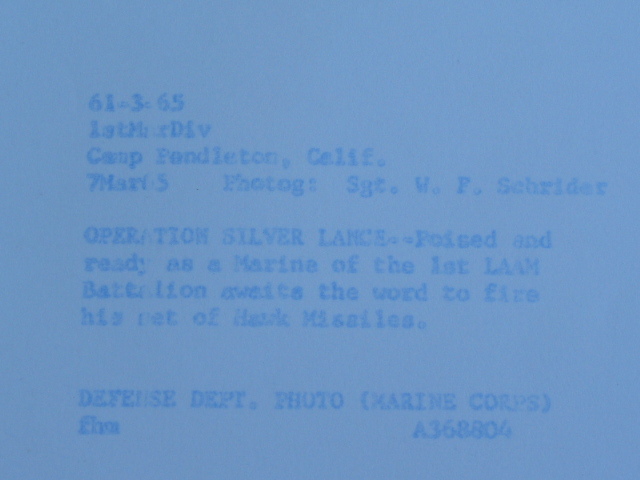 61-3-65
1stMarDiv
Camp Pendleton, Calif.
7Mar65 Photog: Sgt. W. F. Schrider
OPERATION SILVER LANCE--Poised and
ready as a Marine of the 1st LAAM
Battalion awaits the word to fire
his set of Hawk Missiles.
DEFENSE DEPT. PHOTO (MARINE CORPS)
fhm A368804